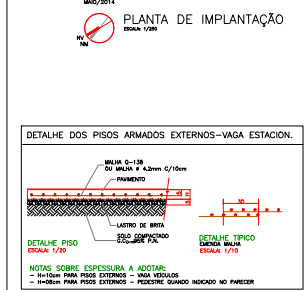 MAIO/2014
PLANTA DE IMPLANTAÇÃO
ESCALA: 1/250
NV
NM
DETALHE DOS PISOS ARMADOS EXTERNOS-VAGA ESTACION.
MALHA Q-138
OU MALHA # 4.2mm C/10cm
PAVIMENTO
LASTRO DE BRITA
SOLO COMPACTADO
G.C.>=95% P.N.
30
DETALHE PISO
ESCALA: 1/20
DETALHE TÍPICO
EMENDA MALHA
ESCALA: 1/10
NOTAS SOBRE ESPESSURA A ADOTAR:
- H=10cm PARA PISOS EXTERNOS - VAGA VEÍCULOS
- H=08cm PARA PISOS EXTERNOS - PEDESTRE QUANDO INDICADO NO PARECER